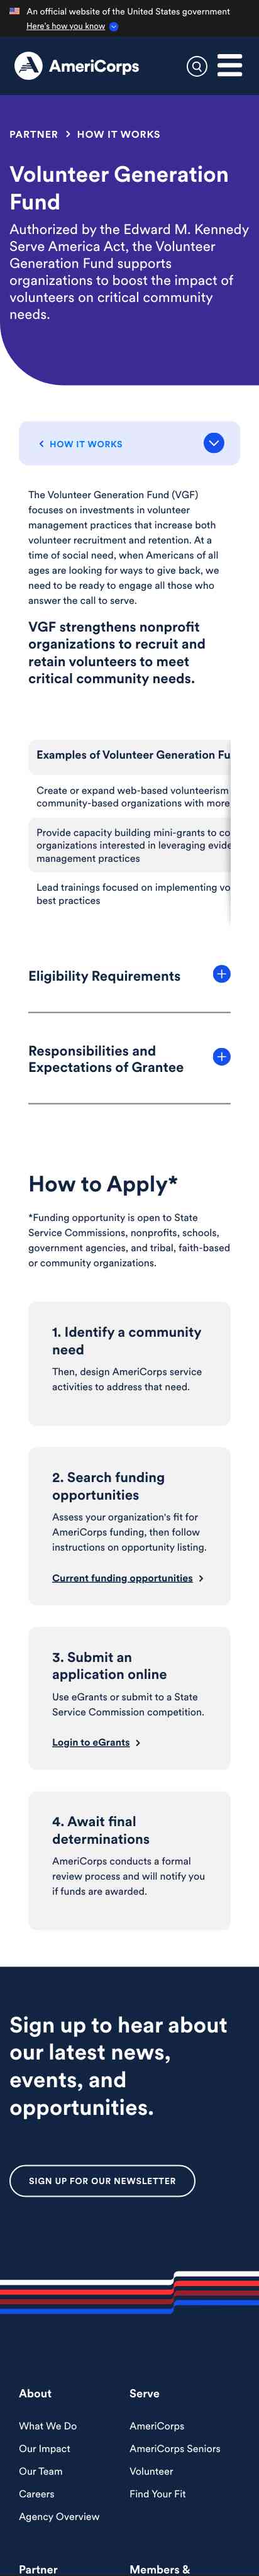 An official website of the United States government
Here's how you know
AmeriCorps
PARTNER > HOW IT WORKS
Volunteer Generation
Fund
Authorized by the Edward M. Kennedy
Serve America Act, the Volunteer
Generation Fund supports
organizations to boost the impact of
volunteers on critical community
needs.
HOW IT WORKS
The Volunteer Generation Fund (VGF)
focuses on investments in volunteer
management practices that increase both
volunteer recruitment and retention. At a
time of social need, when Americans of all
ages are looking for ways to give back, we
need to be ready to engage all those who
answer the call to serve.
VGF strengthens nonprofit
organizations to recruit and
retain volunteers to meet
critical community needs.
Examples of Volunteer Generation Fu
Create or expand web-based volunteerism
community-based organizations with more
Provide capacity building mini-grants to co
organizations interested in leveraging evide
management practices
Lead trainings focused on implementing vo
best practices
Eligibility Requirements
Responsibilities and
Expectations of Grantee
How to Apply*
*Funding opportunity is open to State
Service Commissions, nonprofits, schools,
government agencies, and tribal, faith-based
or community organizations.
1. Identify a community
need
Then, design AmeriCorps service
activities to address that need.
2. Search funding
opportunities
Assess your organization's fit for
AmeriCorps funding, then follow
instructions on opportunity listing.
Current funding opportunities
3. Submit an
application online
Use eGrants or submit to a State
Service Commission competition.
Login to eGrants
4. Await final
determinations
AmeriCorps conducts a formal
review process and will notify you
if funds are awarded.
Sign up to hear about
our latest news,
events, and
opportunities.
SIGN UP FOR OUR NEWSLETTER
About
What We Do
Our Impact
Our Team
Careers
Agency Overview
Serve
AmeriCorps
AmeriCorps Seniors
Volunteer
Find Your Fit
Partner
Members &